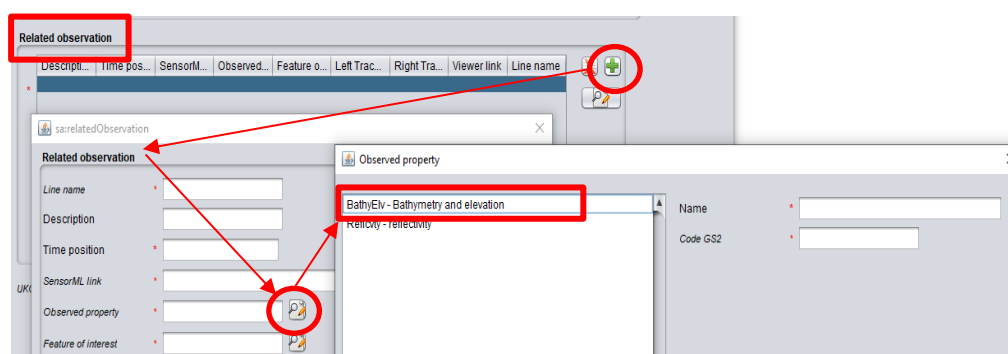 Related observation
Descripti... Time pos... SensorM... Observed... Feature o... Left Trac... Right Tra... Viewer link Line name
*
sa:relatedObservation
Related observation
Line name *
Description
Time position *
SensorML link *
Observed property *
Feature of interest *
Observed property
BathyElv - Bathymetry and elevation
Reflcvty - reflectivity
Name *
Code GS2 *